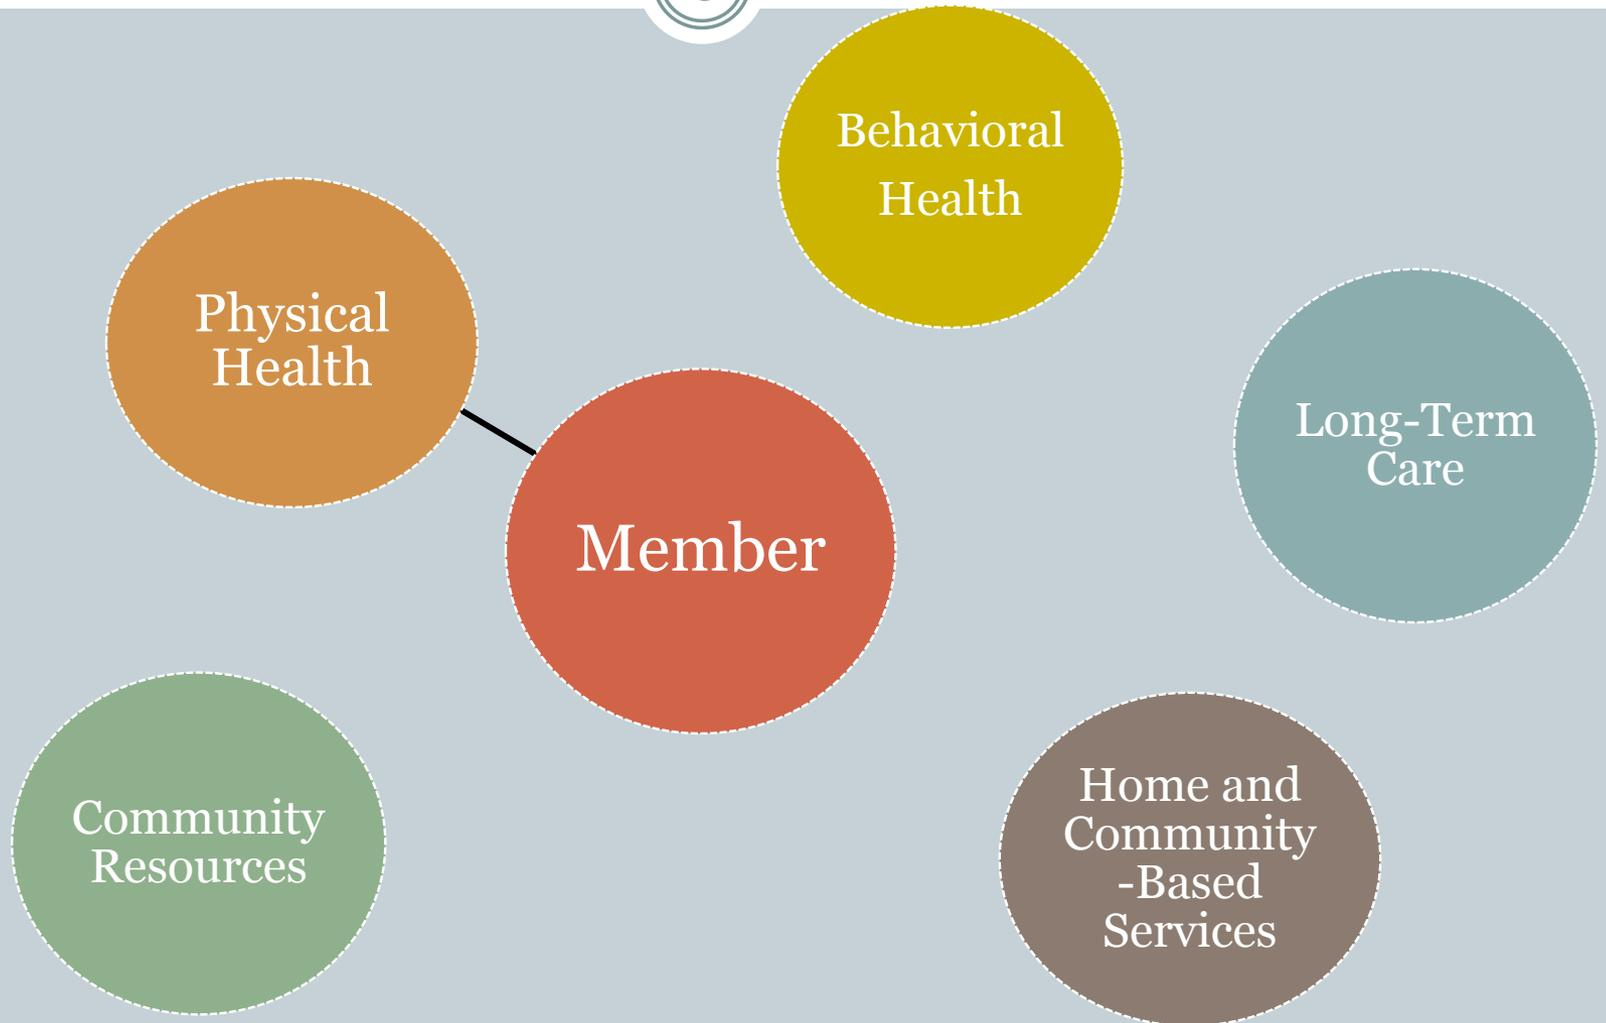 Behavioral
Health
Physical
Health
Long-Term
Care
Member
Community
Resources
Home and
Community
-Based
Services